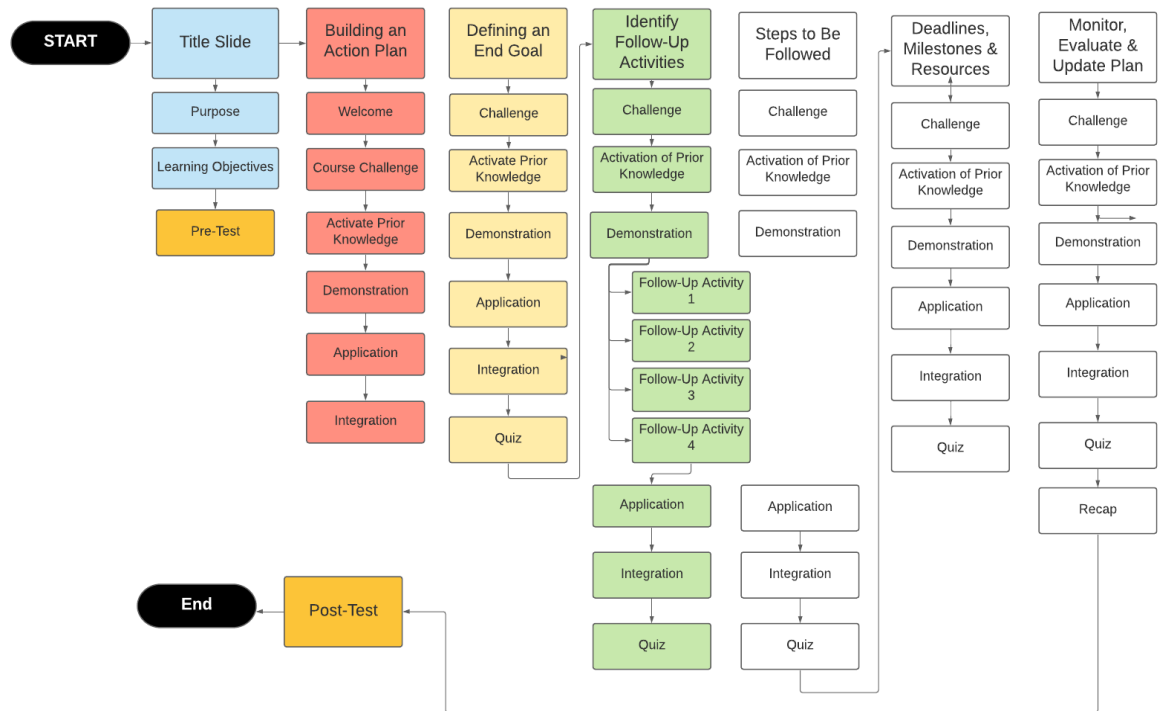 START
Title Slide
Purpose
Learning Objectives
Pre-Test
Building an
Action Plan
Welcome
Course Challenge
Activate Prior
Knowledge
Demonstration
Application
Integration
Defining an
End Goal
Challenge
Activate Prior
Knowledge
Demonstration
Application
Integration
Quiz
Identify
Follow-Up
Activities
Challenge
Activation of Prior
Knowledge
Demonstration
Follow-Up Activity
1
Follow-Up Activity
2
Follow-Up Activity
3
Follow-Up Activity
4
Application
Integration
Quiz
Steps to Be
Followed
Challenge
Activation of Prior
Knowledge
Demonstration
Application
Integration
Quiz
Deadlines,
Milestones &
Resources
Challenge
Activation of Prior
Knowledge
Demonstration
Application
Integration
Quiz
Monitor,
Evaluate &
Update Plan
Challenge
Activation of Prior
Knowledge
Demonstration
Application
Integration
Quiz
Recap
Post-Test
End